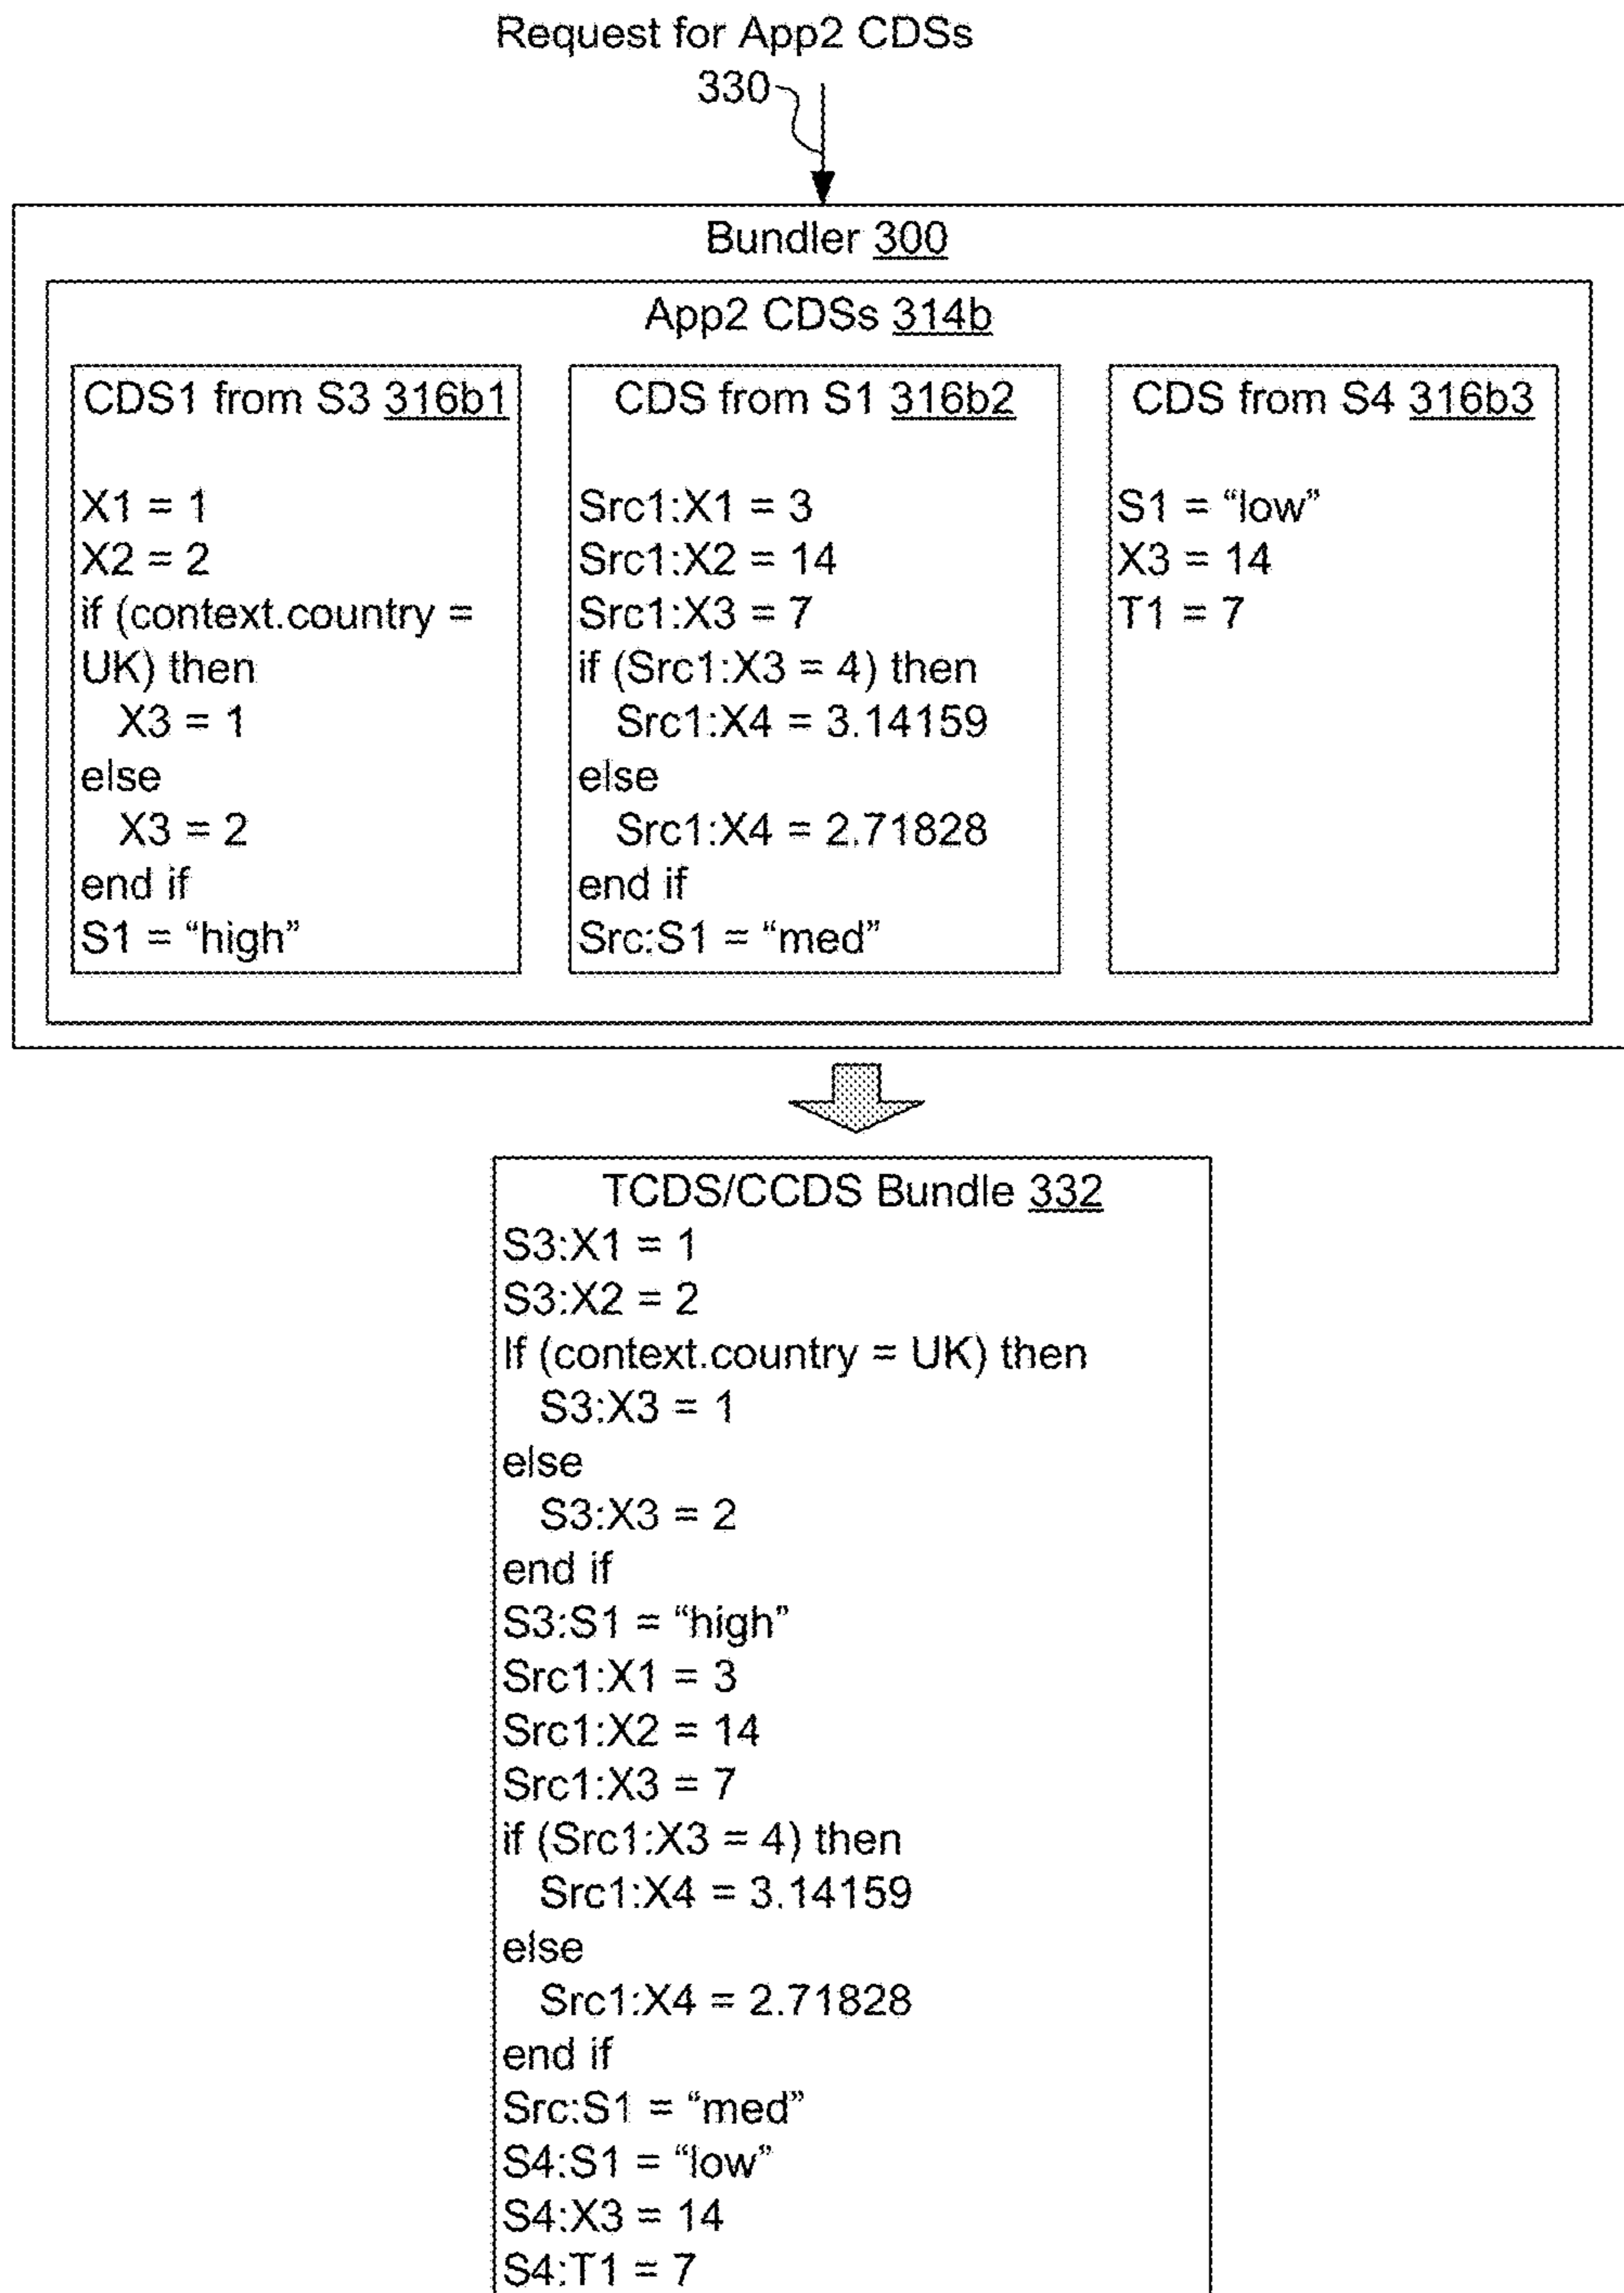 Request for App2 CDSs
330
Bundler 300
App2 CDSs 314b
CDS1 from S3 316b1
X1 = 1
X2 = 2
if (context.country =
UK) then
X3 = 1
else
X3 = 2
end if
S1 = “high”
CDS from S1 316b2
Src1:X1 = 3
Src1:X2 = 14
Src1:X3 = 7
if (Src1:X3 = 4) then
Src1:X4 = 3.14159
else
Src1:X4 = 2.71828
end if
Src:S1 = “med”
CDS from S4 316b3
S1 = “low”
X3 = 14
T1 = 7
TCDS/CCDS Bundle 332
S3:X1 = 1
S3:X2 = 2
If (context.country = UK) then
S3:X3 = 1
else
S3:X3 = 2
end if
S3:S1 = “high”
Src1:X1 = 3
Src1:X2 = 14
Src1:X3 = 7
if (Src1:X3 = 4) then
Src1:X4 = 3.14159
else
Src1:X4 = 2.71828
end if
Src:S1 = “med”
S4:S1 = “low”
S4:X3 = 14
S4:T1 = 7